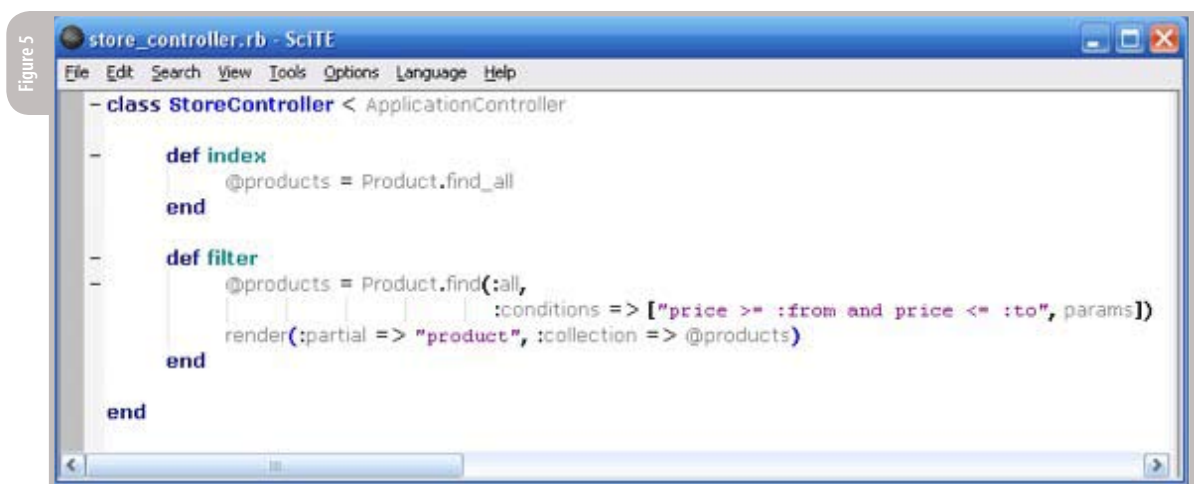 Figure 5
store_controller.rb - SciTE
File Edit Search View Tools Options Language Help
class StoreController < ApplicationController
def index
@products = Product.find_all
end
def filter
@products = Product.find(:all,
:conditions => ["price >= :from and price <= :to", params])
render(:partial => "product", :collection => @products)
end
end